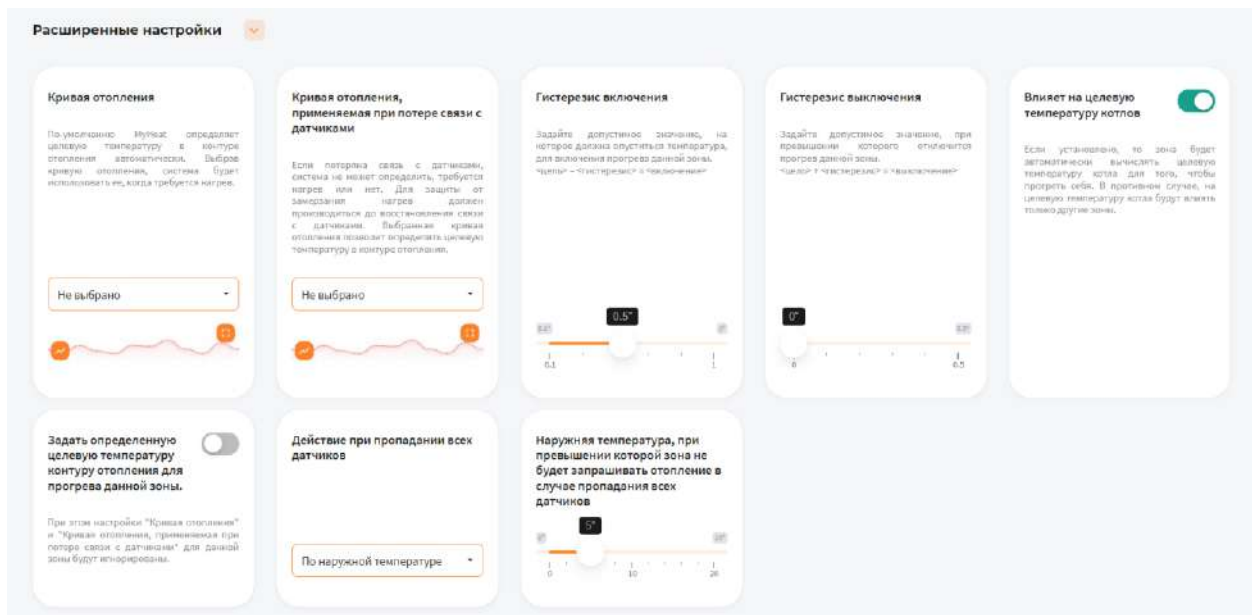 Расширенные настройки
Кривая отопления
По-умолчанию MyHeat определяет
целевую температуру в контуре
отопления автоматически. Выбрав
кривую отопления, система будет
использовать ее, когда требуется нагрев.
Не выбрано
Кривая отопления,
применяемая при потере связи с
датчиками
Если потеряна связь с датчиками,
система не может определить, требуется
нагрев или нет. Для защиты от
замерзания нагрев должен
производиться до восстановления связи
с датчиками. Выбранная кривая
отопления позволит определять целевую
температуру в контуре отопления.
Не выбрано
Гистерезис включения
Задайте допустимое значение, на
которое должна опуститься температура,
для включения прогрева данной зоны.
<цель> - <гистерезис> = <включение>
0.5°
0.1
1
Гистерезис выключения
Задайте допустимое значение, при
превышении которого отключится
прогрев данной зоны.
<цель> + <гистерезис> = <выключение>
0°
0
0.5
Влияет на целевую
температуру котлов
Если установлено, то зона будет
автоматически вычислять целевую
температуру котла для того, чтобы
прогреть себя. В противном случае, на
целевую температуру котла будут влиять
только другие зоны.
Задать определенную
целевую температуру
контуру отопления для
прогрева данной зоны.
При этом настройки "Кривая отопления"
и "Кривая отопления, применяемая при
потере связи с датчиками" для данной
зоны будут игнорированы.
Действие при пропадании всех
датчиков
По наружной температуре
Наружняя температура, при
превышении которой зона не
будет запрашивать отопление в
случае пропадания всех
датчиков
5°
0
10
20